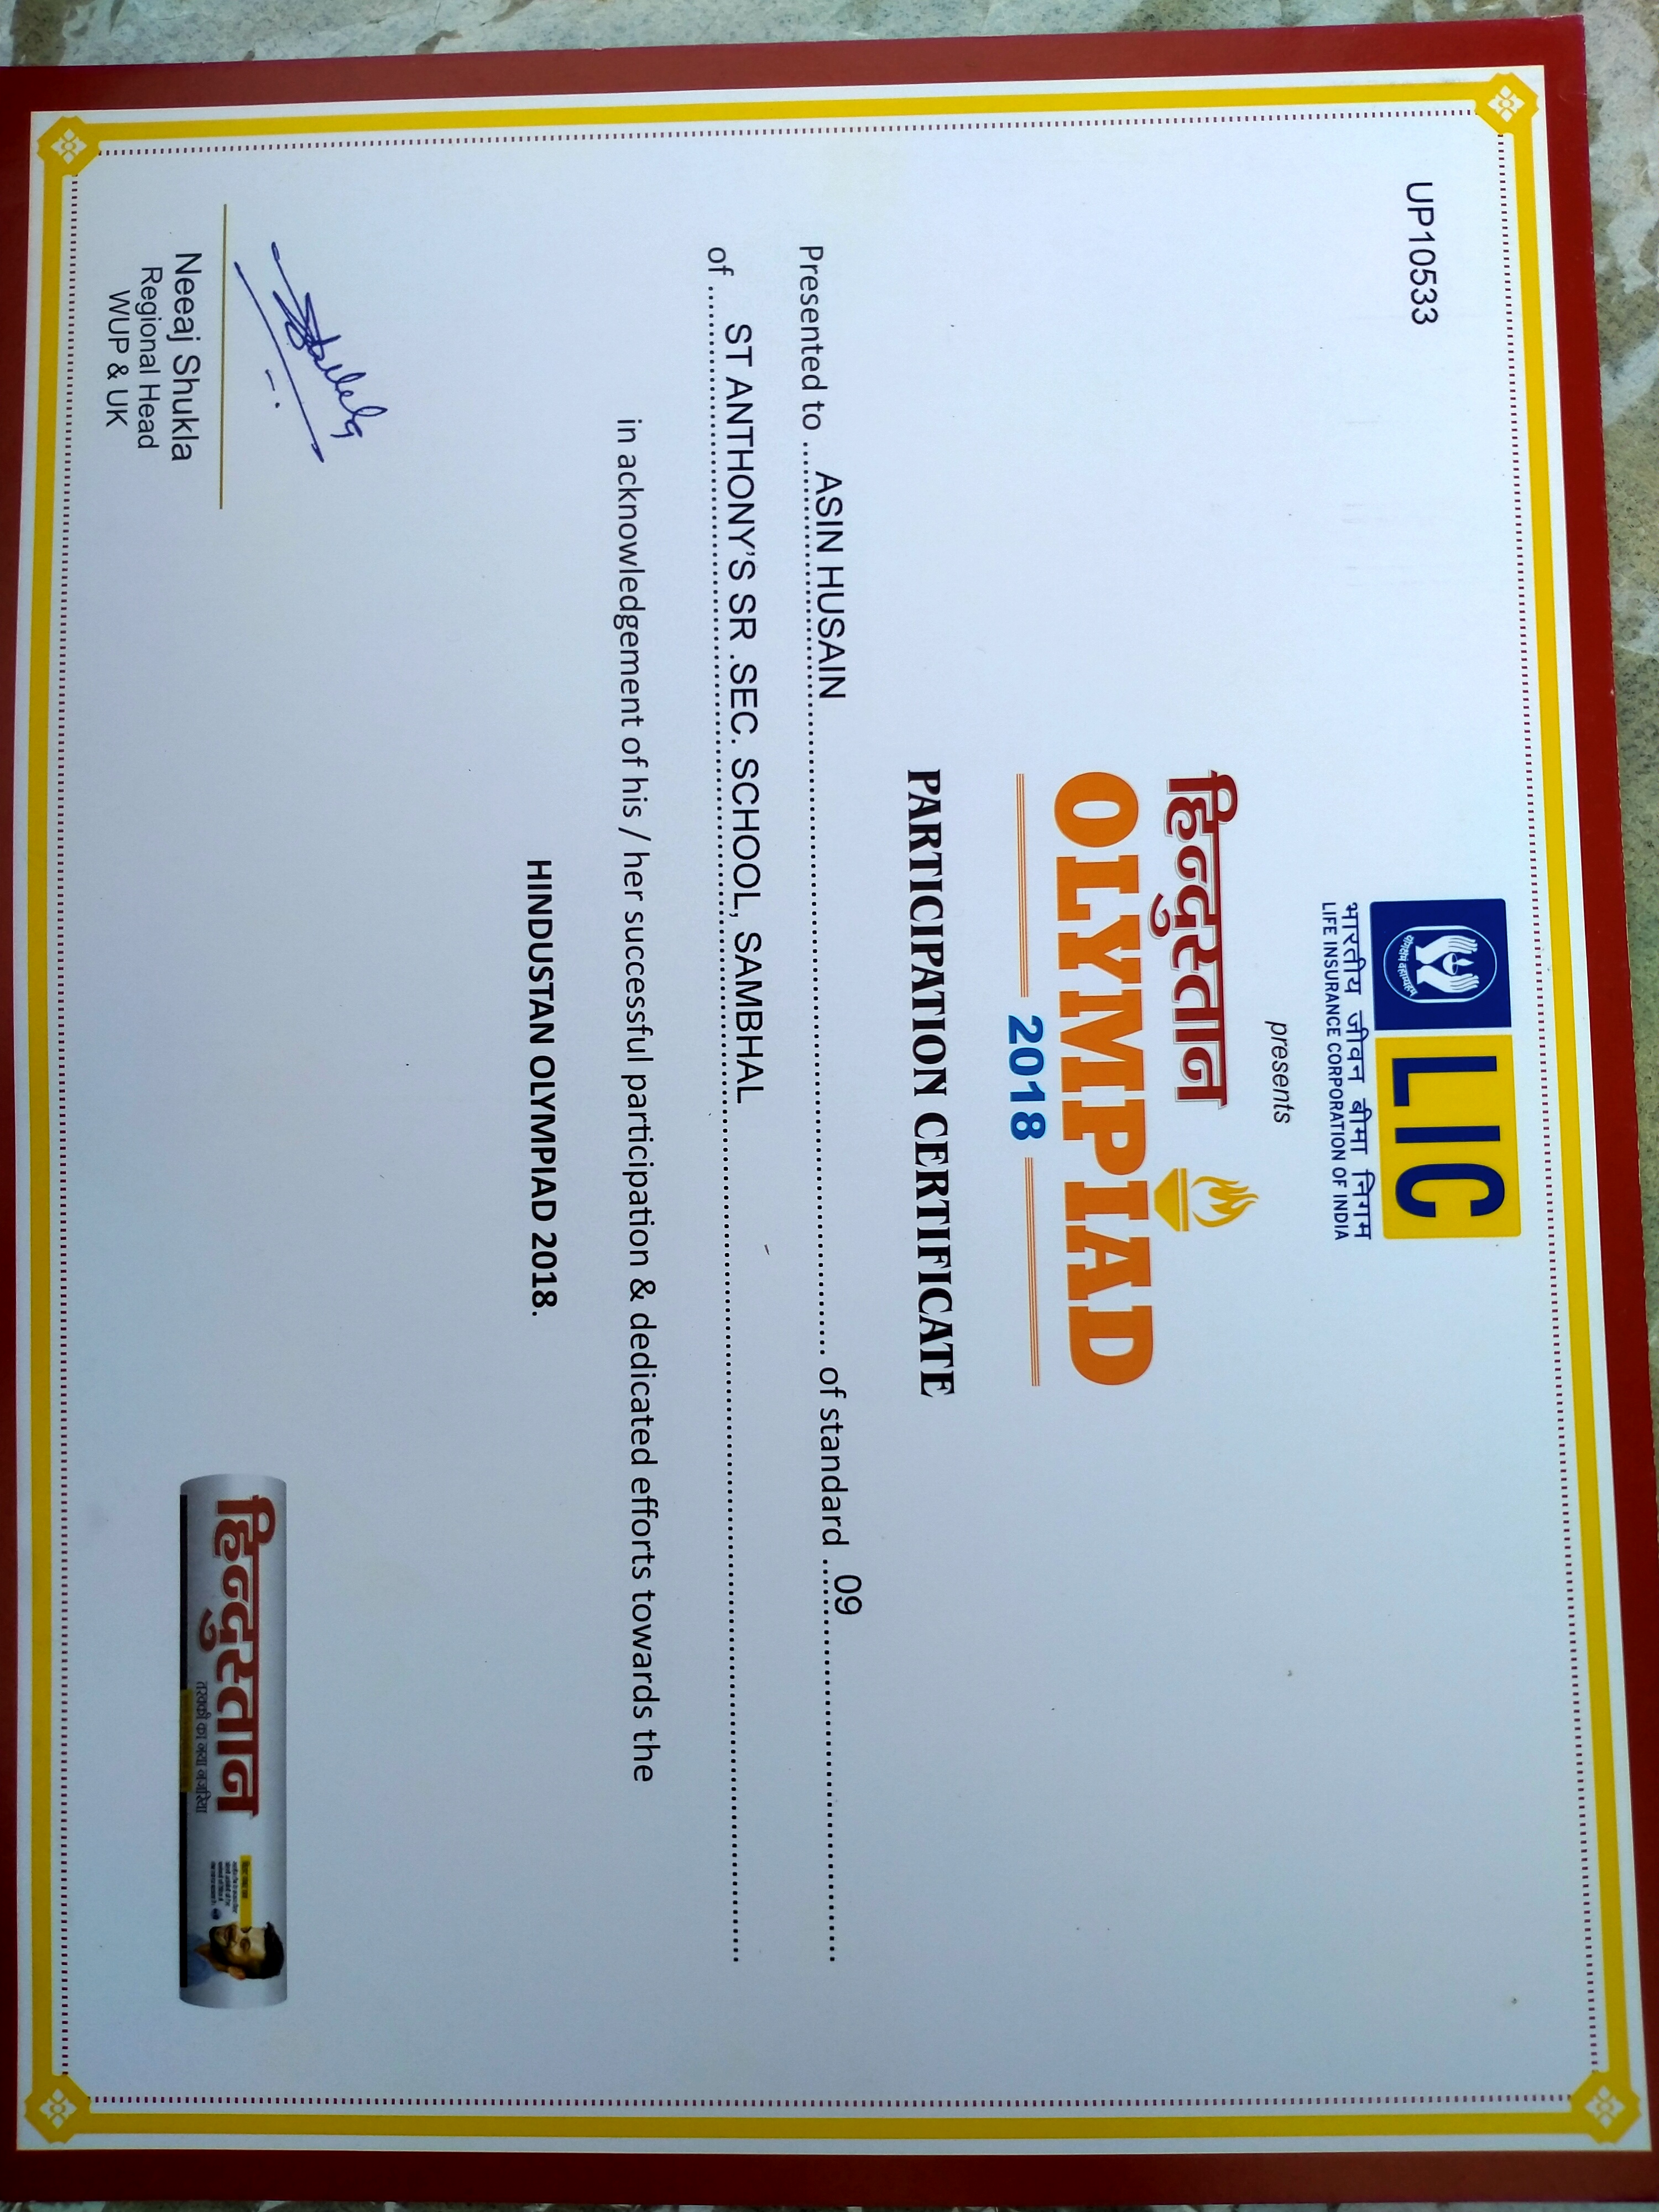 UP10533
योगक्षेमं वहाम्यहम्
LIC
भारतीय जीवन बीमा निगम
LIFE INSURANCE CORPORATION OF INDIA
presents
हिन्दुस्तान
OLYMPIAD
2018
PARTICIPATION CERTIFICATE
Presented to ASIN HUSAIN of standard 09
of ST ANTHONY'S SR .SEC. SCHOOL, SAMBHAL
in acknowledgement of his / her successful participation & dedicated efforts towards the
HINDUSTAN OLYMPIAD 2018.
Neeaj Shukla
Regional Head
WUP & UK
हिन्दुस्तान
तरक्की का नया नजरिया